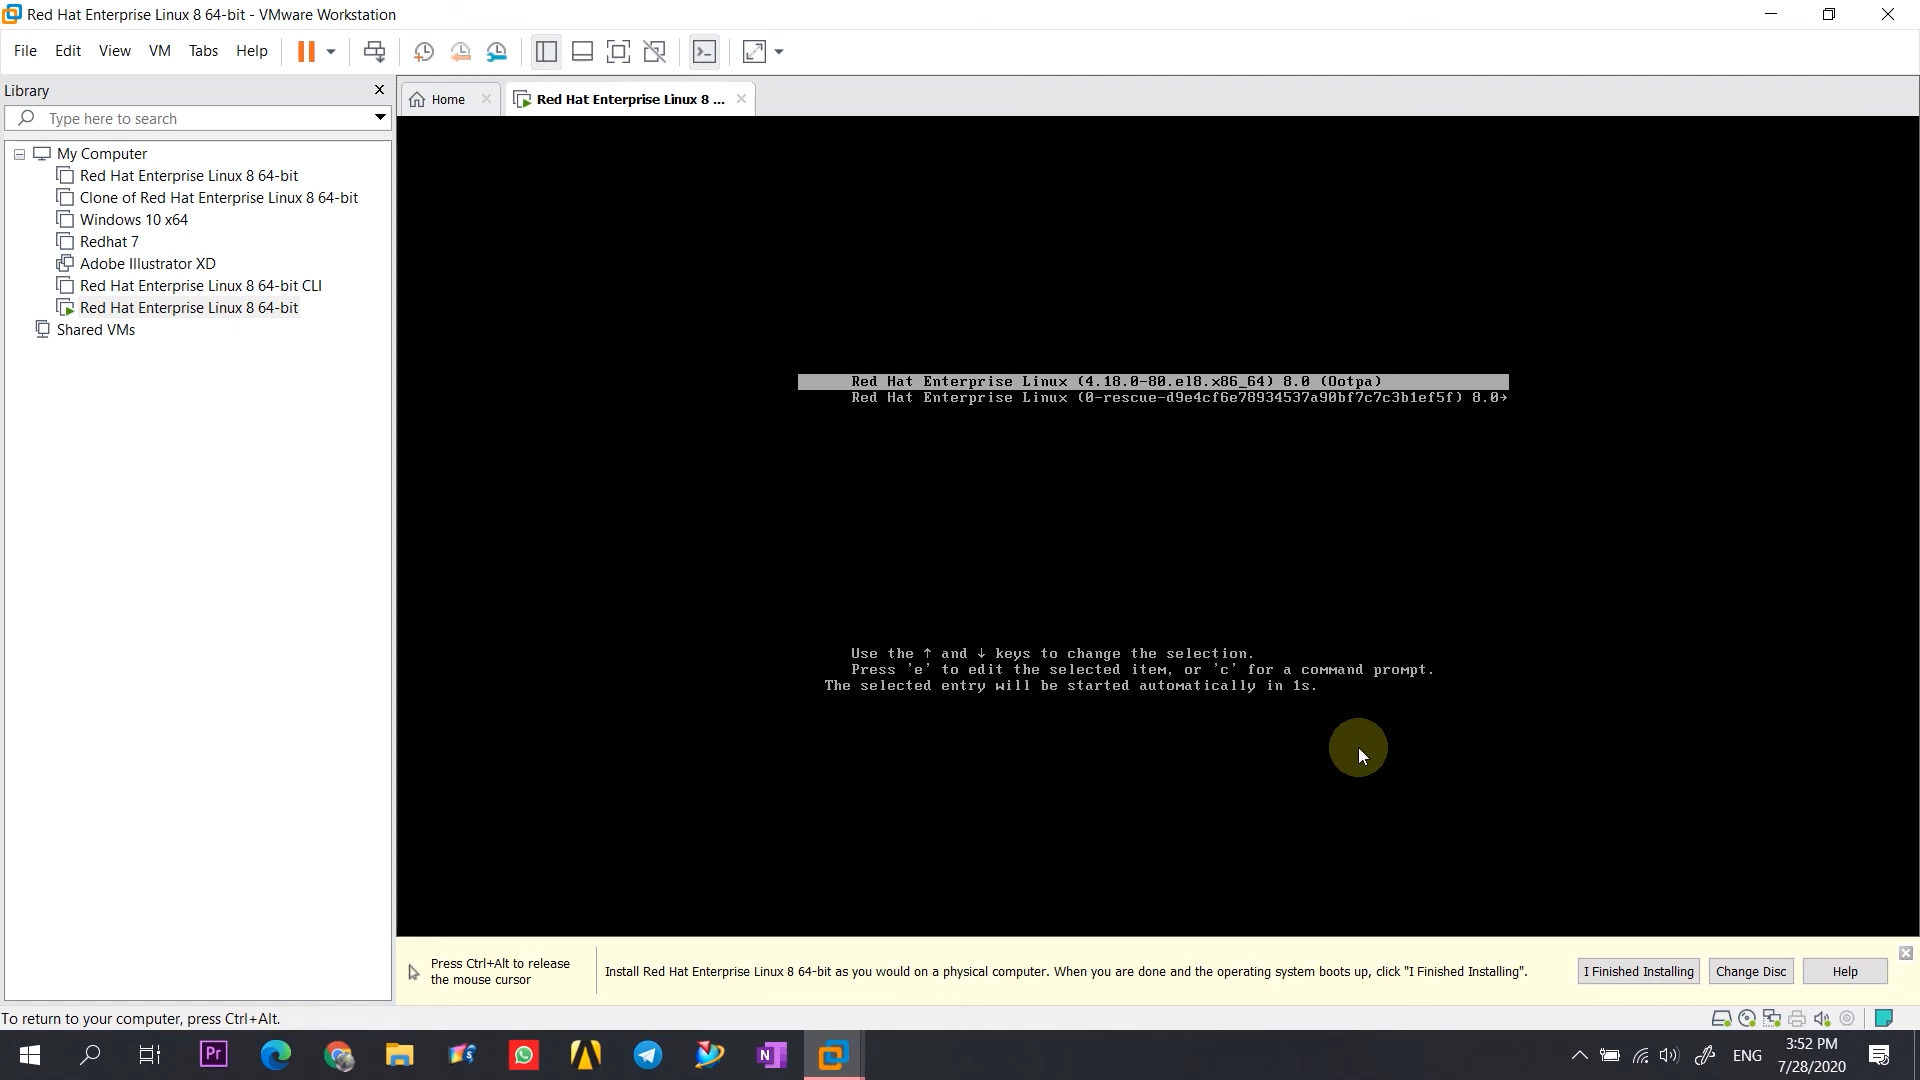 Red Hat Enterprise Linux 8 64-bit - VMware Workstation
File Edit View VM Tabs Help
Library
Home
Red Hat Enterprise Linux 8 ...
Type here to search
My Computer
Red Hat Enterprise Linux 8 64-bit
Clone of Red Hat Enterprise Linux 8 64-bit
Windows 10 x64
Redhat 7
Adobe Illustrator XD
Red Hat Enterprise Linux 8 64-bit CLI
Red Hat Enterprise Linux 8 64-bit
Shared VMs
Red Hat Enterprise Linux (4.18.0-80.el8.x86_64) 8.0 (Ootpa)
Red Hat Enterprise Linux (0-rescue-d9e4cf6e78934537a90bf7c7c3b1ef5f) 8.0→
Use the ↑ and ↓ keys to change the selection.
Press 'e' to edit the selected item, or 'c' for a command prompt.
The selected entry will be started automatically in 1s.
Press Ctrl+Alt to release
the mouse cursor
Install Red Hat Enterprise Linux 8 64-bit as you would on a physical computer. When you are done and the operating system boots up, click "I Finished Installing".
I Finished Installing
Change Disc
Help
To return to your computer, press Ctrl+Alt.
Pr
N
ENG
3:52 PM
7/28/2020